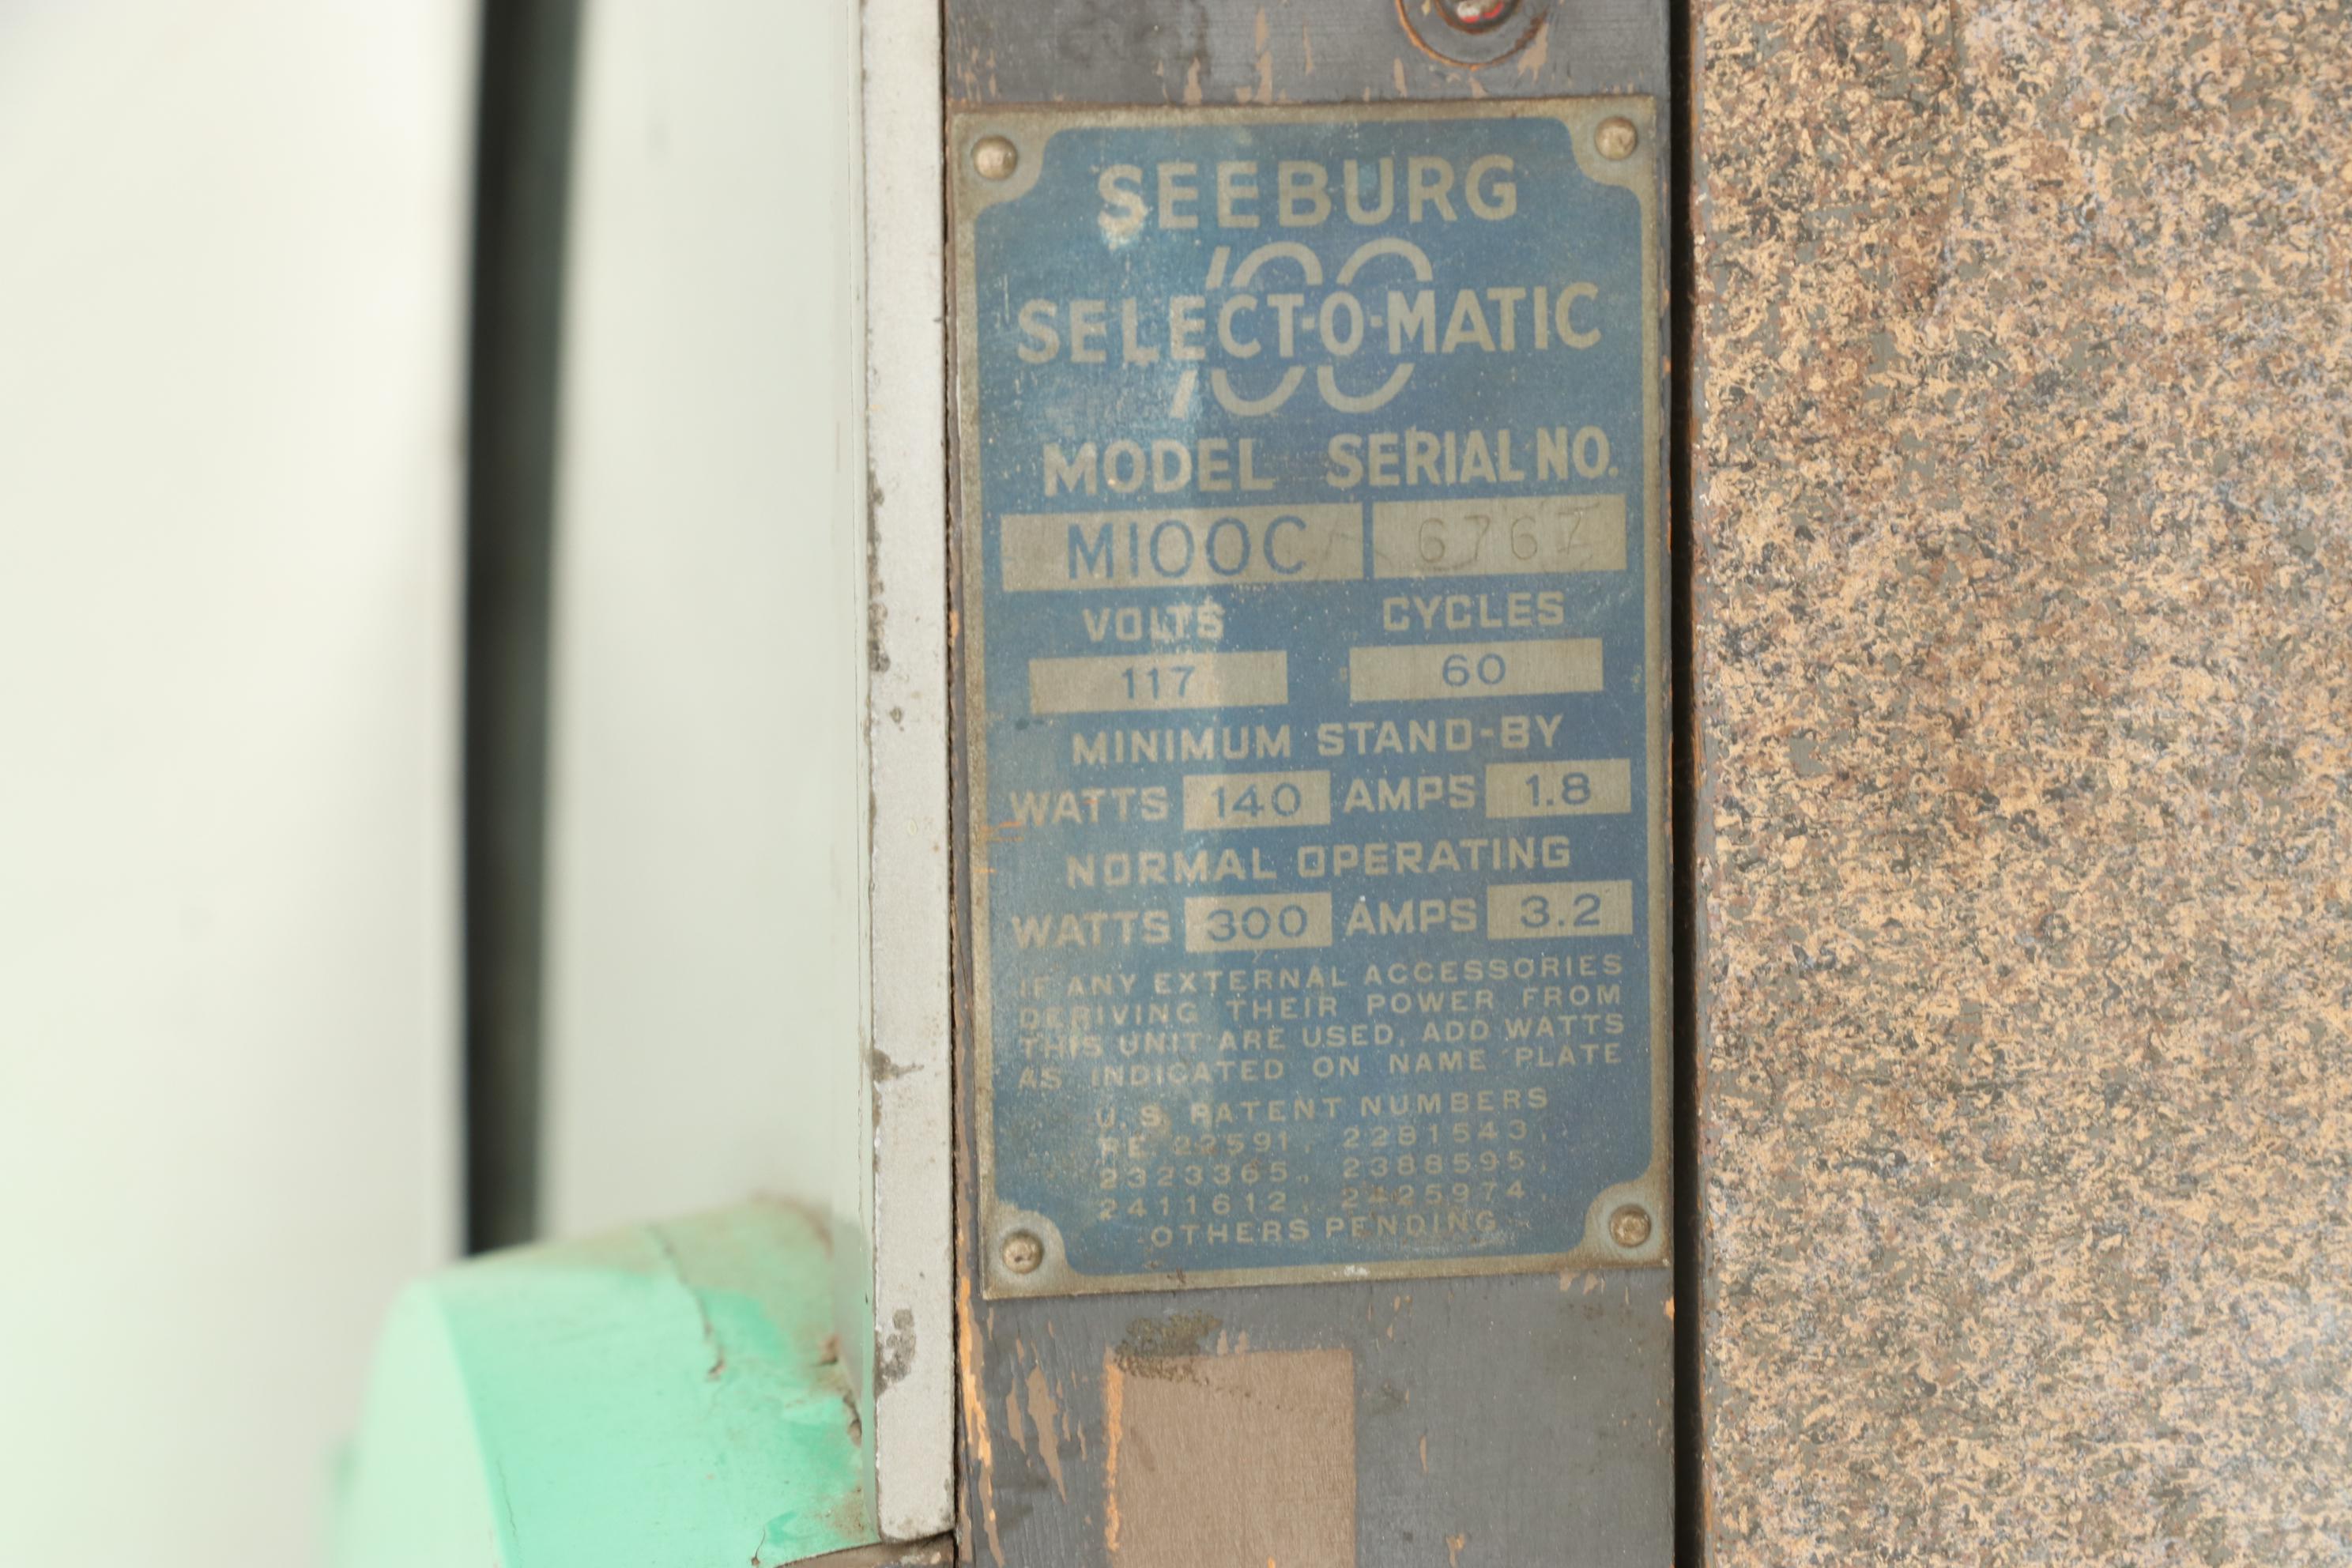 SEEBURG
100
SELECT-O-MATIC
MODEL SERIAL NO.
M100C 6767
VOLTS CYCLES
117 60
MINIMUM STAND-BY
WATTS 140 AMPS 1.8
NORMAL OPERATING
WATTS 300 AMPS 3.2
IF ANY EXTERNAL ACCESSORIES
DERIVING THEIR POWER FROM
THIS UNIT ARE USED, ADD WATTS
AS INDICATED ON NAME PLATE
U.S. PATENT NUMBERS
RE 22591, 2281543,
2323365, 2388595,
2411612, 2425974,
OTHERS PENDING